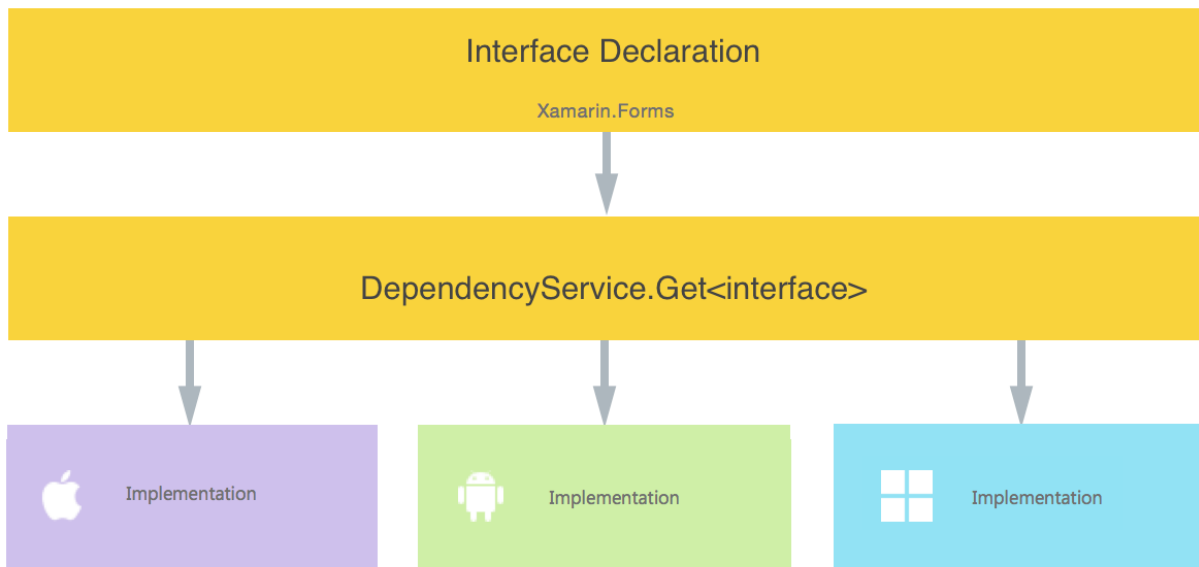 Interface Declaration
Xamarin.Forms
DependencyService.Get<interface>
Implementation
Implementation
Implementation